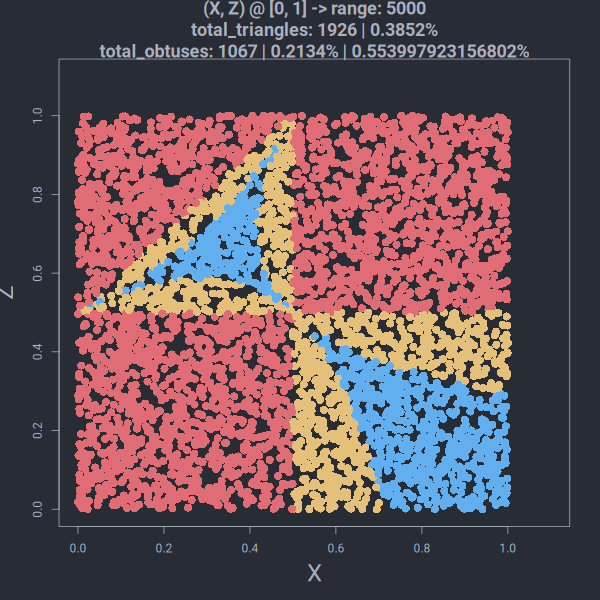 (X, Z) @ [0, 1] -> range: 5000
total_triangles: 1926 | 0.3852%
total_obtuses: 1067 | 0.2134% | 0.553997923156802%
1.0
0.8
0.6
Z
0.4
0.2
0.0
0.0 0.2 0.4 0.6 0.8 1.0
X